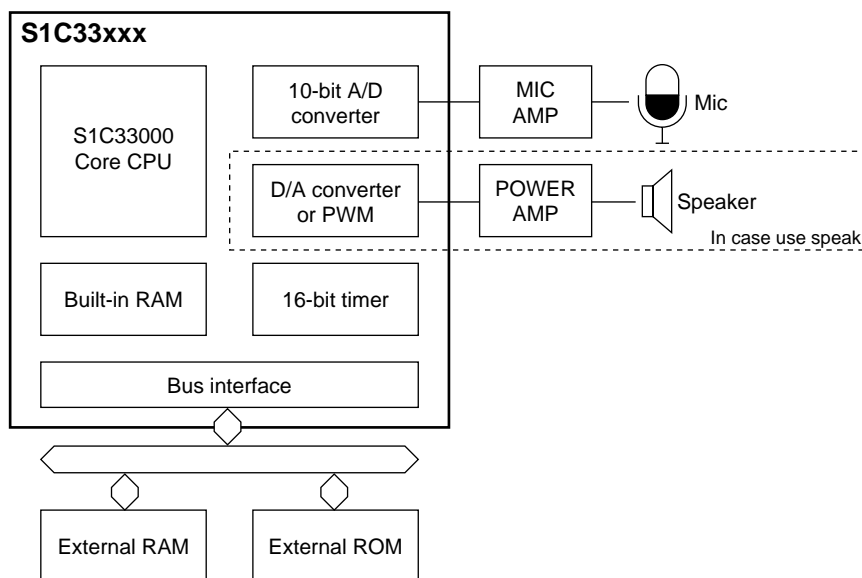 S1C33xxx
S1C33000
Core CPU
10-bit A/D
converter
MIC
AMP
Mic
D/A converter
or PWM
POWER
AMP
Speaker
In case use speak
Built-in RAM
16-bit timer
Bus interface
External RAM
External ROM